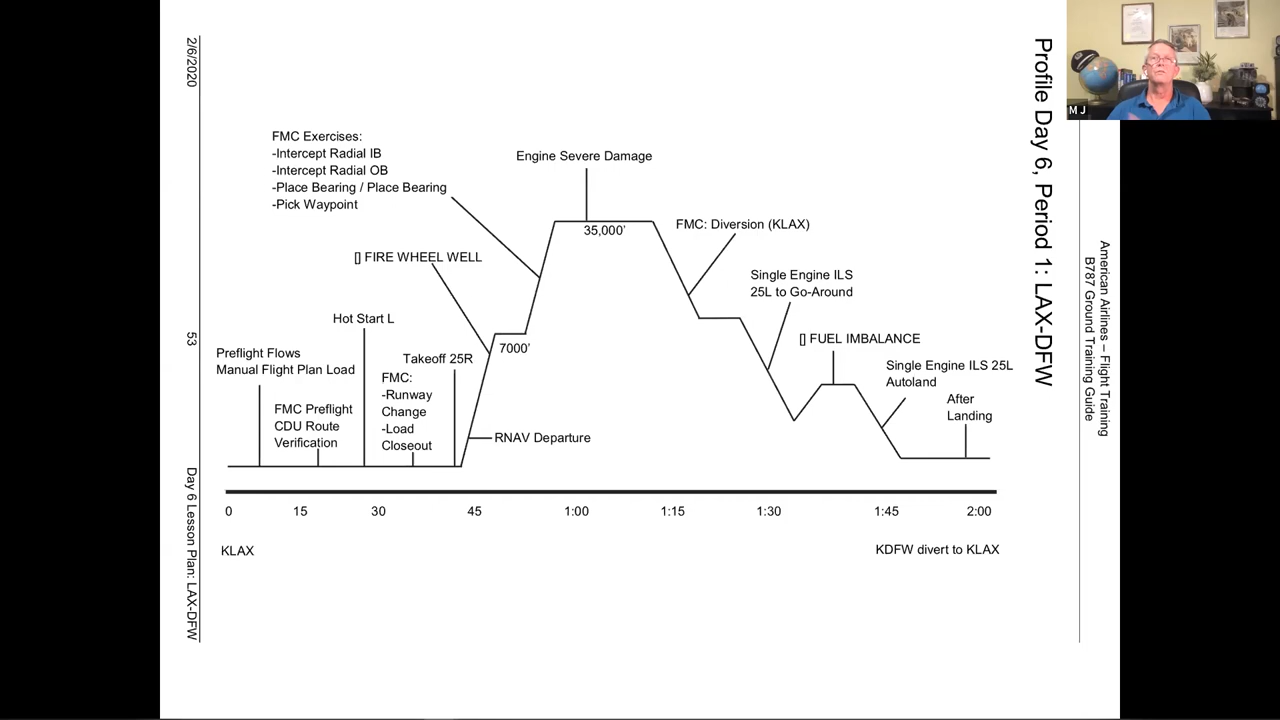 American Airlines – Flight Training
B787 Ground Training Guide
Profile Day 6, Period 1: LAX-DFW
M J
FMC Exercises:
-Intercept Radial IB
-Intercept Radial OB
-Place Bearing / Place Bearing
-Pick Waypoint
Engine Severe Damage
35,000’
FMC: Diversion (KLAX)
[] FIRE WHEEL WELL
Single Engine ILS
25L to Go-Around
Hot Start L
7000’
[] FUEL IMBALANCE
Preflight Flows
Manual Flight Plan Load
Takeoff 25R
Single Engine ILS 25L
Autoland
FMC:
-Runway
Change
-Load
Closeout
After
Landing
FMC Preflight
CDU Route
Verification
RNAV Departure
0 15 30 45 1:00 1:15 1:30 1:45 2:00
KLAX
KDFW divert to KLAX
2/6/2020
53
Day 6 Lesson Plan: LAX-DFW